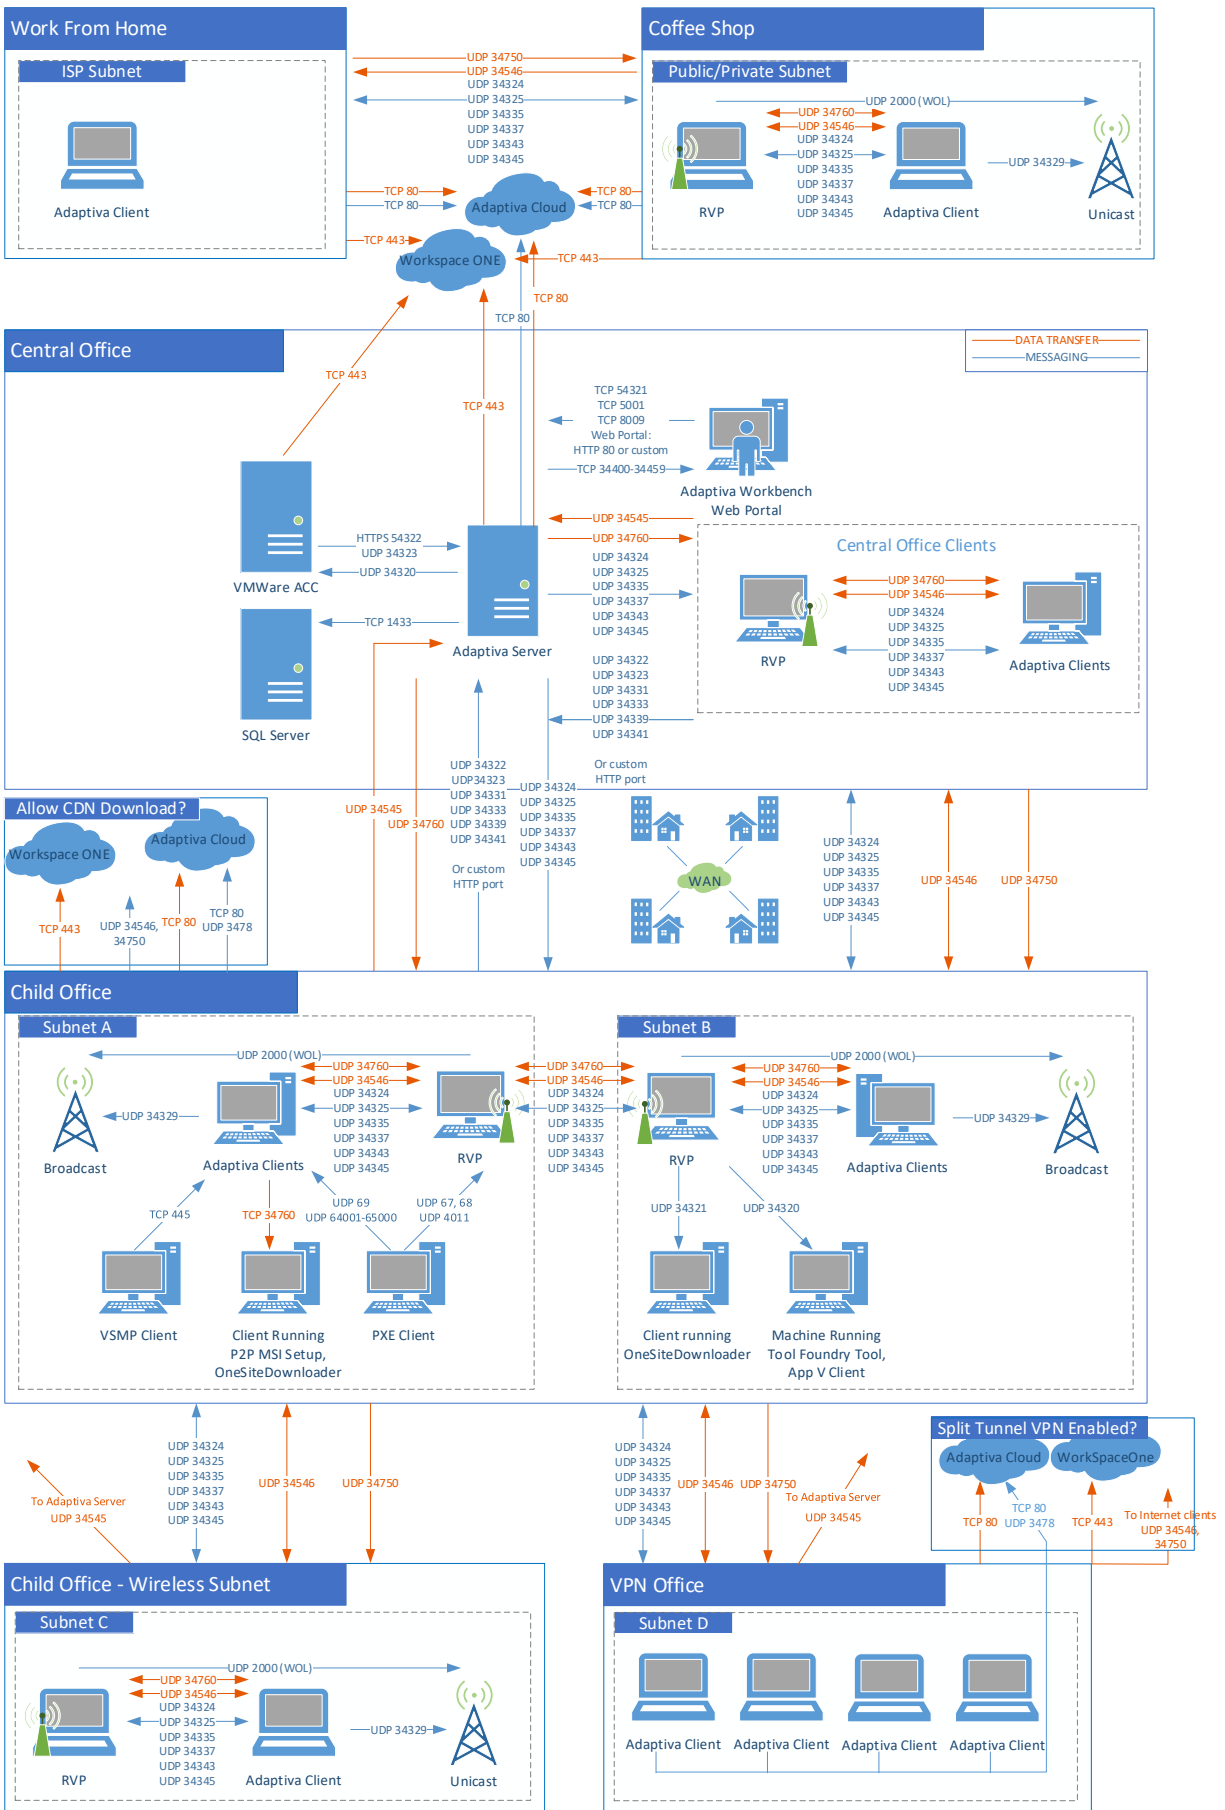 Work From Home
ISP Subnet
Adaptiva Client
UDP 34750
UDP 34546
UDP 34324
UDP 34325
UDP 34335
UDP 34337
UDP 34343
UDP 34345
Coffee Shop
Public/Private Subnet
UDP 2000 (WOL)
UDP 34760
UDP 34546
UDP 34324
UDP 34325
UDP 34335
UDP 34337
UDP 34343
UDP 34345
UDP 34329
RVP
Adaptiva Client
Unicast
TCP 80
TCP 80
Adaptiva Cloud
TCP 80
TCP 80
TCP 443
Workspace ONE
TCP 443
TCP 80
TCP 80
Central Office
DATA TRANSFER
MESSAGING
TCP 443
TCP 443
TCP 54321
TCP 5001
TCP 8009
Web Portal:
HTTP 80 or custom
TCP 34400-34459
Adaptiva Workbench
Web Portal
UDP 34545
UDP 34760
UDP 34324
UDP 34325
UDP 34335
UDP 34337
UDP 34343
UDP 34345
HTTPS 54322
UDP 34323
UDP 34320
VMWare ACC
TCP 1433
Adaptiva Server
SQL Server
Central Office Clients
UDP 34760
UDP 34546
UDP 34324
UDP 34325
UDP 34335
UDP 34337
UDP 34343
UDP 34345
RVP
Adaptiva Clients
UDP 34322
UDP 34323
UDP 34331
UDP 34333
UDP 34339
UDP 34341
Or custom
HTTP port
Allow CDN Download?
Workspace ONE
Adaptiva Cloud
TCP 443
UDP 34546,
34750
TCP 80
TCP 80
UDP 3478
UDP 34545
UDP 34760
UDP 34322
UDP34323
UDP 34331
UDP 34333
UDP 34339
UDP 34341
Or custom
HTTP port
UDP 34324
UDP 34325
UDP 34335
UDP 34337
UDP 34343
UDP 34345
WAN
UDP 34324
UDP 34325
UDP 34335
UDP 34337
UDP 34343
UDP 34345
UDP 34546
UDP 34750
Child Office
Subnet A
UDP 2000 (WOL)
UDP 34760
UDP 34546
UDP 34324
UDP 34325
UDP 34335
UDP 34337
UDP 34343
UDP 34345
UDP 34329
Broadcast
Adaptiva Clients
RVP
TCP 445
TCP 34760
UDP 69
UDP 64001-65000
UDP 67, 68
UDP 4011
VSMP Client
Client Running
P2P MSI Setup,
OneSiteDownloader
PXE Client
UDP 34760
UDP 34546
UDP 34324
UDP 34325
UDP 34335
UDP 34337
UDP 34343
UDP 34345
Subnet B
UDP 2000 (WOL)
UDP 34760
UDP 34546
UDP 34324
UDP 34325
UDP 34335
UDP 34337
UDP 34343
UDP 34345
UDP 34329
RVP
Adaptiva Clients
Broadcast
UDP 34321
UDP 34320
Client running
OneSiteDownloader
Machine Running
Tool Foundry Tool,
App V Client
To Adaptiva Server
UDP 34545
UDP 34324
UDP 34325
UDP 34335
UDP 34337
UDP 34343
UDP 34345
UDP 34546
UDP 34750
UDP 34324
UDP 34325
UDP 34335
UDP 34337
UDP 34343
UDP 34345
UDP 34546
UDP 34750
To Adaptiva Server
UDP 34545
Split Tunnel VPN Enabled?
Adaptiva Cloud
WorkSpaceOne
TCP 80
TCP 80
UDP 3478
TCP 443
To Internet clients
UDP 34546,
34750
Child Office - Wireless Subnet
Subnet C
UDP 2000 (WOL)
UDP 34760
UDP 34546
UDP 34324
UDP 34325
UDP 34335
UDP 34337
UDP 34343
UDP 34345
UDP 34329
RVP
Adaptiva Client
Unicast
VPN Office
Subnet D
Adaptiva Client
Adaptiva Client
Adaptiva Client
Adaptiva Client